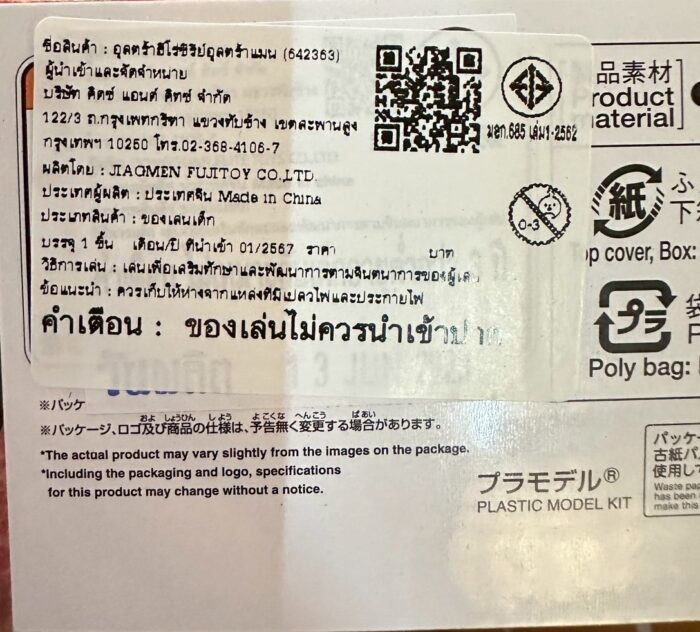 ชื่อสินค้า : อุลตร้าฮีโร่ซีรีย์อุลตร้าแมน (642363)
ผู้นำเข้าและจัดจำหน่าย
บริษัท คิตซ์ แอนด์ คิทซ์ จำกัด
122/3 ถ.กรุงเพทกรีทา แขวงทับช้าง เขตสะพานสูง
กรุงเทพฯ 10250 โทร.02-368-4106-7
ผลิตโดย : JIAGMEN FUJITOY CO.,LTD.
ประเทศผู้ผลิต : ประเทศจีน Made in China
ประเภทสินค้า : ของเล่นเด็ก
บรรจุ 1 ชิ้น เดือน/ปี ที่นำเข้า 01/2567 ราคา บาท
วิธีการเล่น : เล่นเพื่อเสริมทักษะและพัฒนาการตามจินตนาการของผู้เล่น
ข้อแนะนำ : ควรเก็บให้ห่างจากแหล่งที่มีเปลวไฟและประกายไฟ
คำเตือน : ของเล่นไม่ควรนำเข้าปาก
มอก.685 เล่ม1-2562
0-3
品素材
roduct
aterial
紙
ふ
下
op cover, Box:
プラ
袋
Poly bag:
※パッケ
※パッケージ、ロゴ及び商品の仕様は、予告無く変更する場合があります。
*The actual product may vary slightly from the images on the package.
*Including the packaging and logo, specifications
for this product may change without a notice.
プラモデル®
PLASTIC MODEL KIT
パッケー
古紙パ
使用して
Waste pap
has been
make this